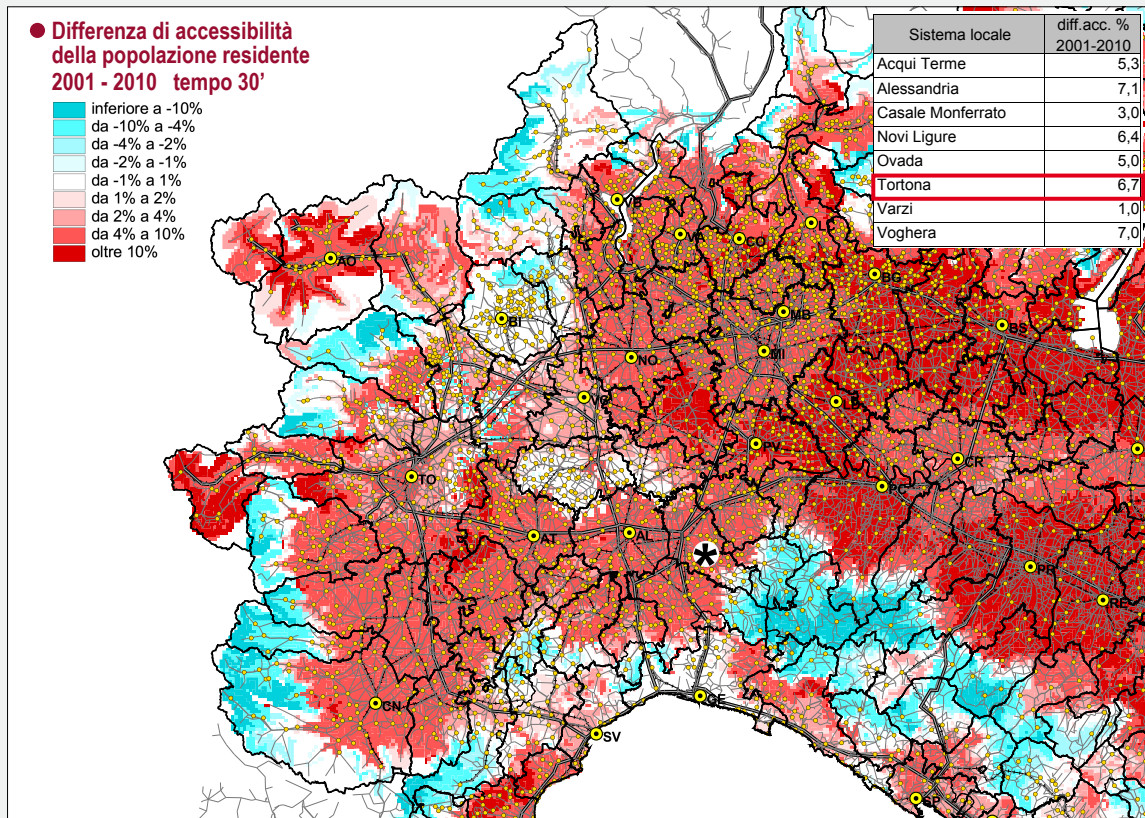 ● Differenza di accessibilità
della popolazione residente
2001 - 2010 tempo 30’
inferiore a -10%
da -10% a -4%
da -4% a -2%
da -2% a -1%
da -1% a 1%
da 1% a 2%
da 2% a 4%
da 4% a 10%
oltre 10%
Sistema locale diff.acc. % 2001-2010
Acqui Terme 5,3
Alessandria 7,1
Casale Monferrato 3,0
Novi Ligure 6,4
Ovada 5,0
Tortona 6,7
Varzi 1,0
Voghera 7,0
VB
VA
CO
AO
BG
BI
MB
BS
NO
MI
PV
CR
TO
AT
AL
*
PR
RE
CN
GE
SV
SP